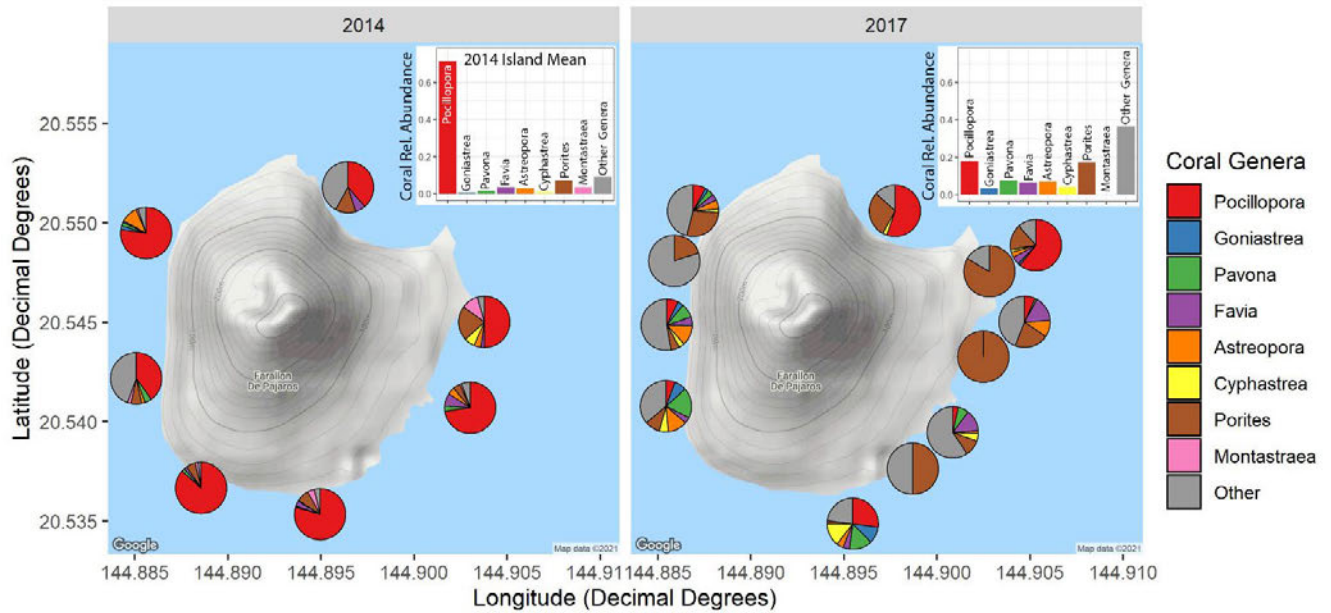 2014
2017
2014 Island Mean
Coral Rel. Abundance
0.6
0.4
0.2
0.0
Pocillopora
Goniastrea
Pavona
Favia
Astreopora
Cyphastrea
Porites
Montastraea
Other Genera
Coral Rel. Abundance
0.6
0.4
0.2
0.0
Pocillopora
Goniastrea
Pavona
Favia
Astreopora
Cyphastrea
Porites
Montastraea
Other Genera
Latitude (Decimal Degrees)
20.555
20.550
20.545
20.540
20.535
Farallon
De Pajaros
Farallon
De Pajaros
Google
Map data ©2021
Google
Map data ©2021
144.885
144.890
144.895
144.900
144.905
144.91
144.885
144.890
144.895
144.900
144.905
144.910
Longitude (Decimal Degrees)
Coral Genera
Pocillopora
Goniastrea
Pavona
Favia
Astreopora
Cyphastrea
Porites
Montastraea
Other